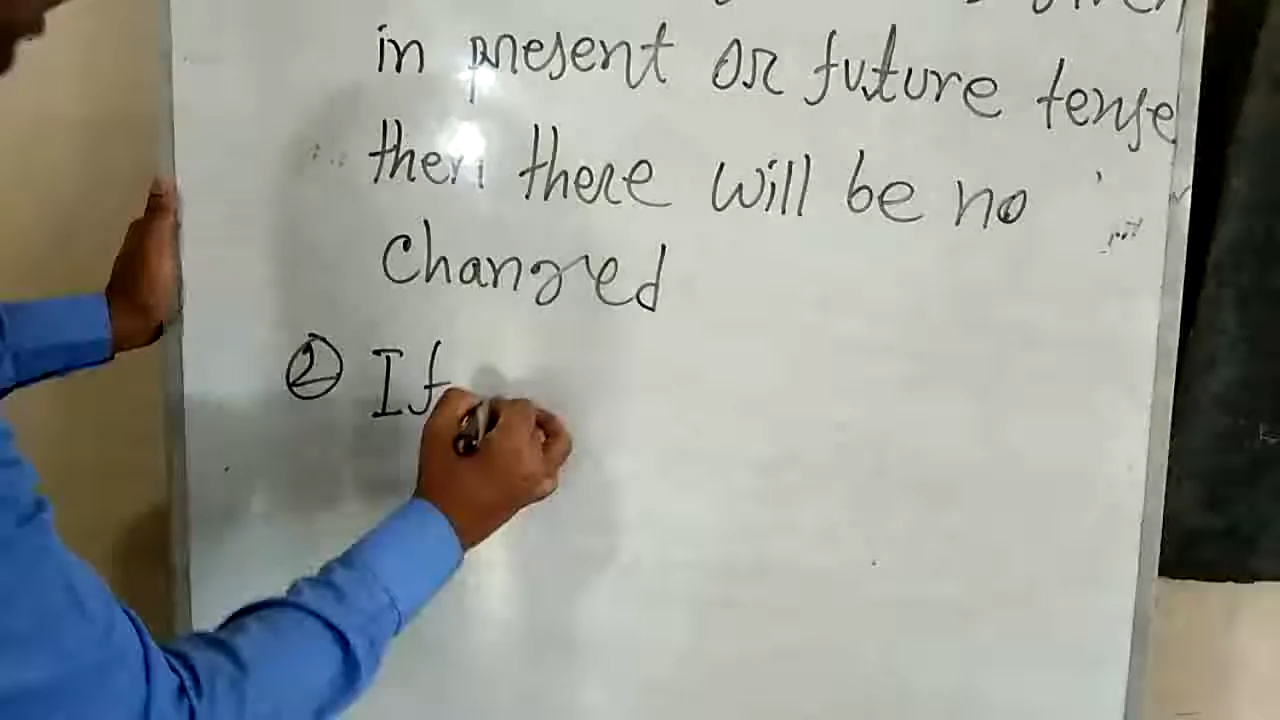 in present or future tense
then there will be no
changed
② If